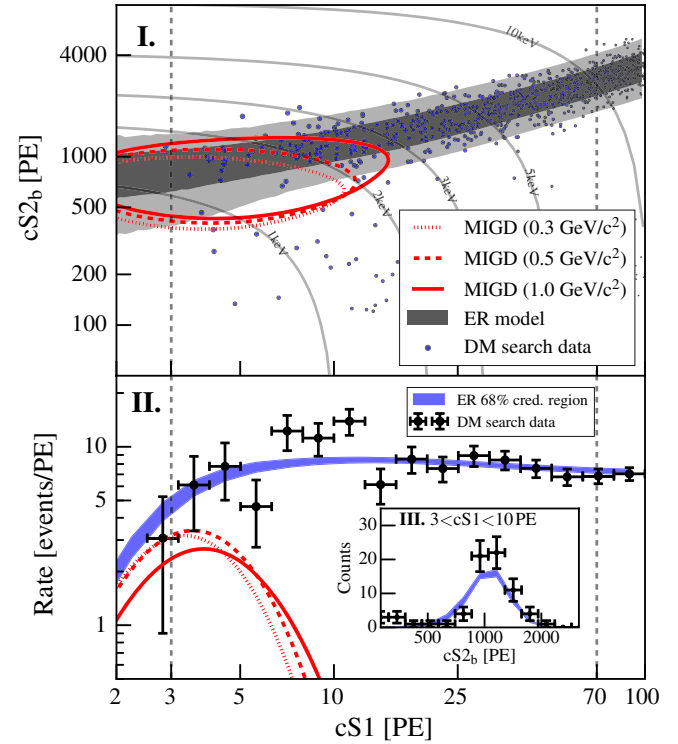 I.
4000
1000
500
200
100
cS2b [PE]
10keV
5keV
3keV
2keV
1keV
MIGD (0.3 GeV/c²)
MIGD (0.5 GeV/c²)
MIGD (1.0 GeV/c²)
ER model
DM search data
II.
10
5
1
Rate [events/PE]
ER 68% cred. region
DM search data
III. 3<cS1<10PE
30
20
10
0
Counts
500 1000 2000
cS2b [PE]
2 3 5 10 25 70 100
cS1 [PE]